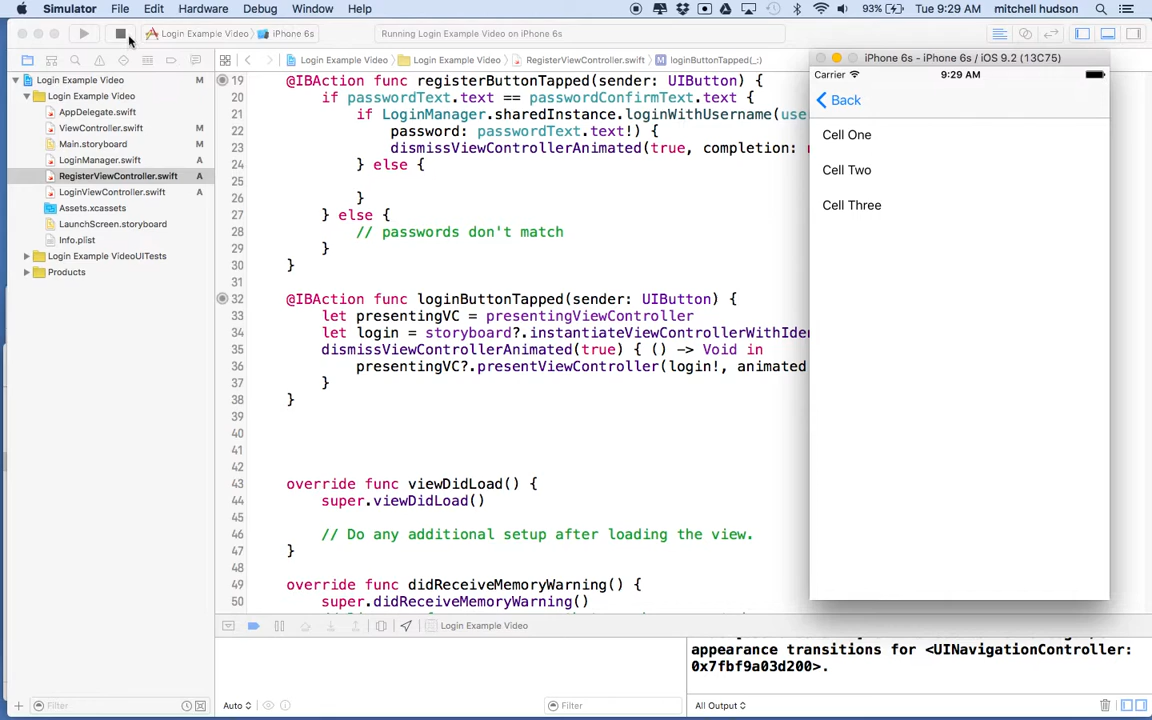 Simulator File Edit Hardware Debug Window Help 93% Tue 9:29 AM mitchell hudson
Login Example Video iPhone 6s Running Login Example Video on iPhone 6s
Login Example Video Login Example Video RegisterViewController.swift M loginButtonTapped(_:)
iPhone 6s - iPhone 6s / iOS 9.2 (13C75)
Carrier 9:29 AM
Back
Cell One
Cell Two
Cell Three
Login Example Video M
Login Example Video
AppDelegate.swift
ViewController.swift M
Main.storyboard M
LoginManager.swift A
RegisterViewController.swift A
LoginViewController.swift A
Assets.xcassets
LaunchScreen.storyboard
Info.plist
Login Example VideoUITests
Products
19 @IBAction func registerButtonTapped(sender: UIButton) {
20 if passwordText.text == passwordConfirmText.text {
21 if LoginManager.sharedInstance.loginWithUsername(use
22 password: passwordText.text!) {
23 dismissViewControllerAnimated(true, completion:
24 } else {
25
26 }
27 } else {
28 // passwords don't match
29 }
30 }
31
32 @IBAction func loginButtonTapped(sender: UIButton) {
33 let presentingVC = presentingViewController
34 let login = storyboard?.instantiateViewControllerWithIden
35 dismissViewControllerAnimated(true) { () -> Void in
36 presentingVC?.presentViewController(login!, animated
37 }
38 }
39
40
41
42
43 override func viewDidLoad() {
44 super.viewDidLoad()
45
46 // Do any additional setup after loading the view.
47 }
48
49 override func didReceiveMemoryWarning() {
50 super.didReceiveMemoryWarning()
Login Example Video
appearance transitions for <UINavigationController:
0x7fbf9a03d200>.
Filter Auto Filter All Output